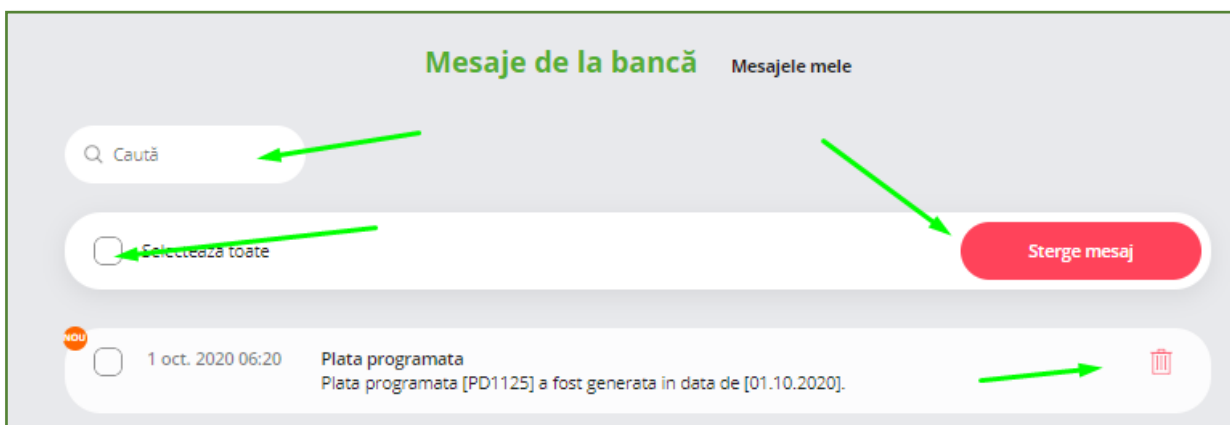 Mesaje de la bancă Mesajele mele
Caută
Selectează toate
Sterge mesaj
NOU
1 oct. 2020 06:20 Plata programata
Plata programata [PD1125] a fost generata in data de [01.10.2020].